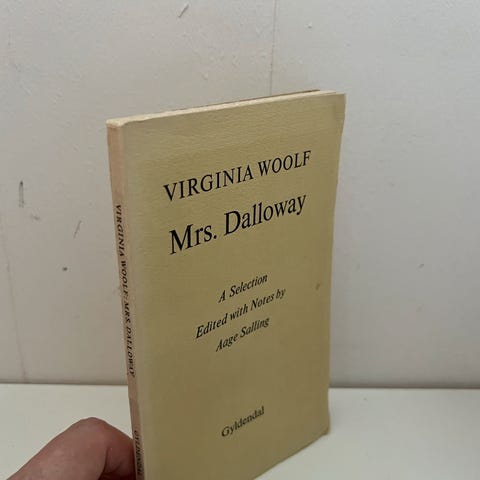 VIRGINIA WOOLF
Mrs. Dalloway
A Selection
Edited with Notes by
Aage Salling
Gyldendal
VIRGINIA WOOLF: MRS. DALLOWAY
GYLDENDAL